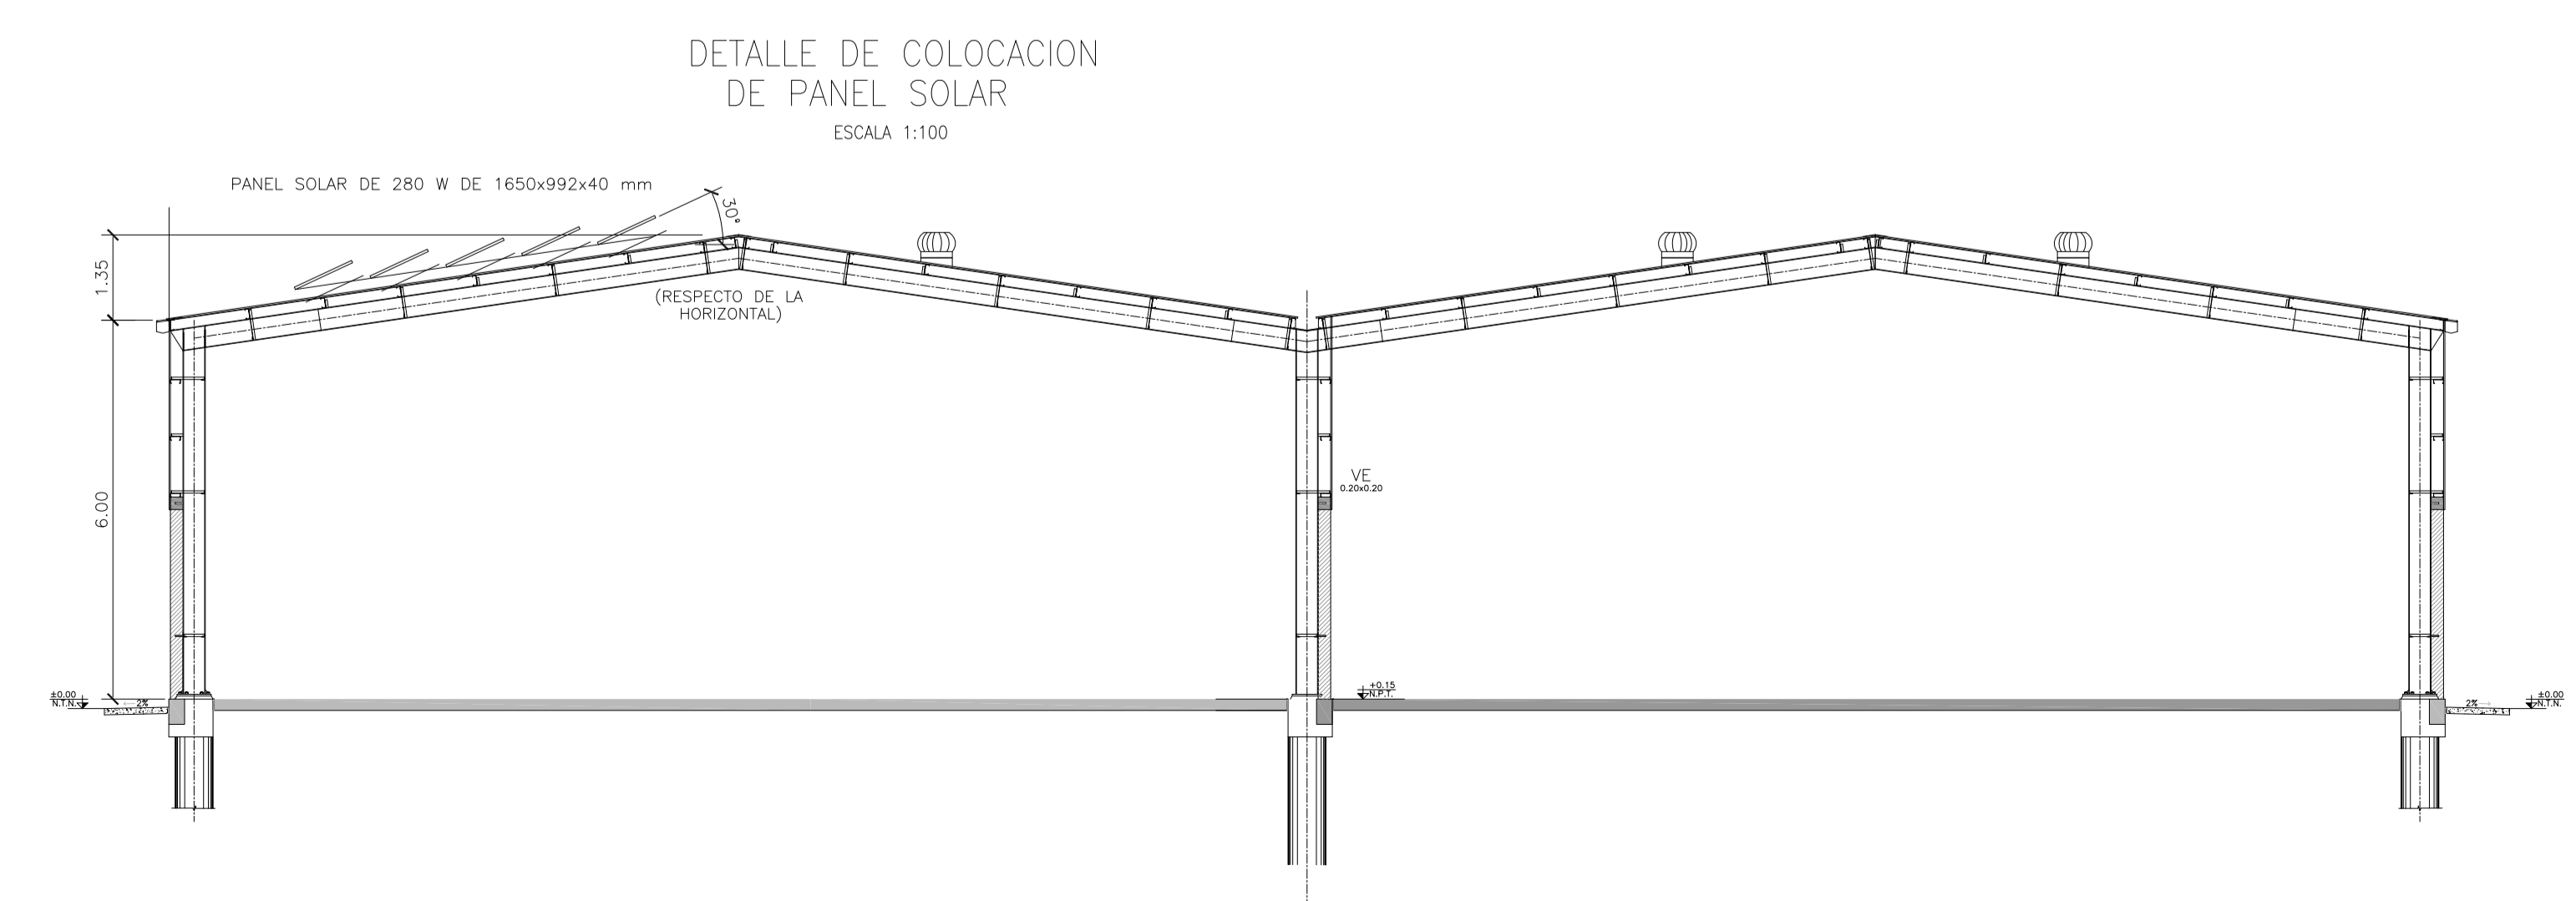 DETALLE DE COLOCACION
DE PANEL SOLAR
ESCALA 1:100
PANEL SOLAR DE 280 W DE 1650x992x40 mm
30°
1.35
(RESPECTO DE LA
HORIZONTAL)
6.00
VE
0.20x0.20
±0.00
N.T.N.
2%
+0.15
N.P.T.
2%
±0.00
N.T.N.